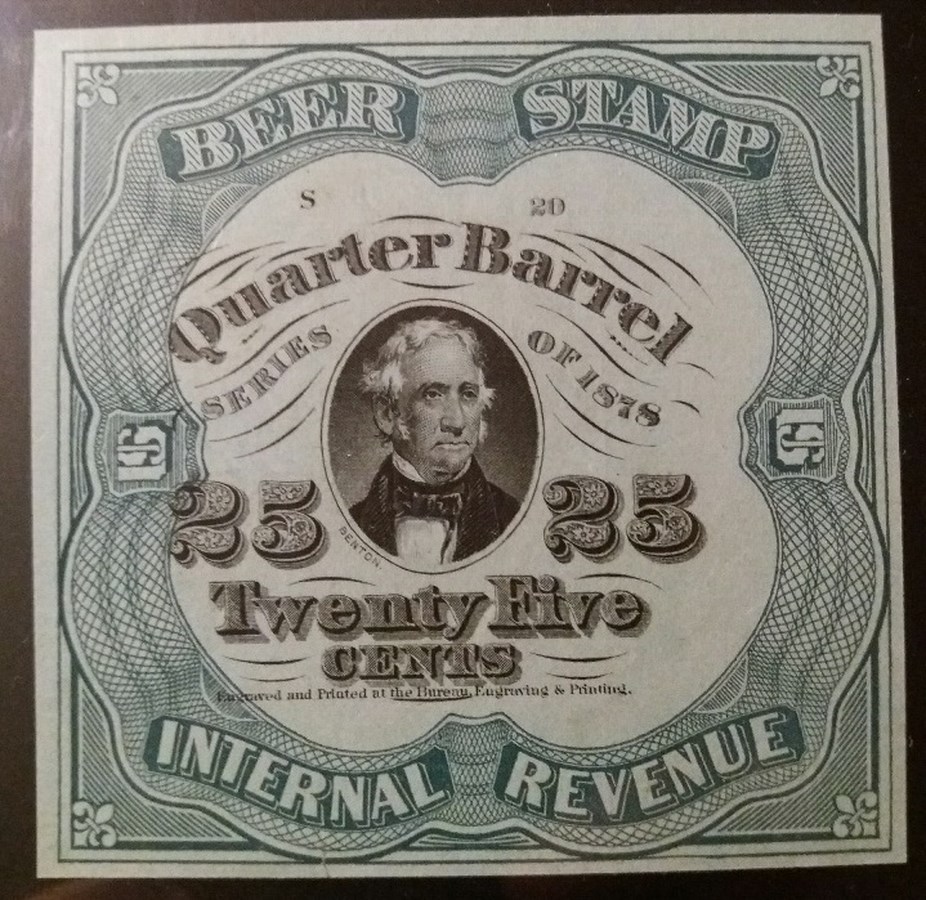 BEER STAMP
S 20
Quarter Barrel
SERIES OF 1878
US US
BENTON.
25 25
Twenty Five
CENTS
Engraved and Printed at the Bureau, Engraving & Printing.
INTERNAL REVENUE